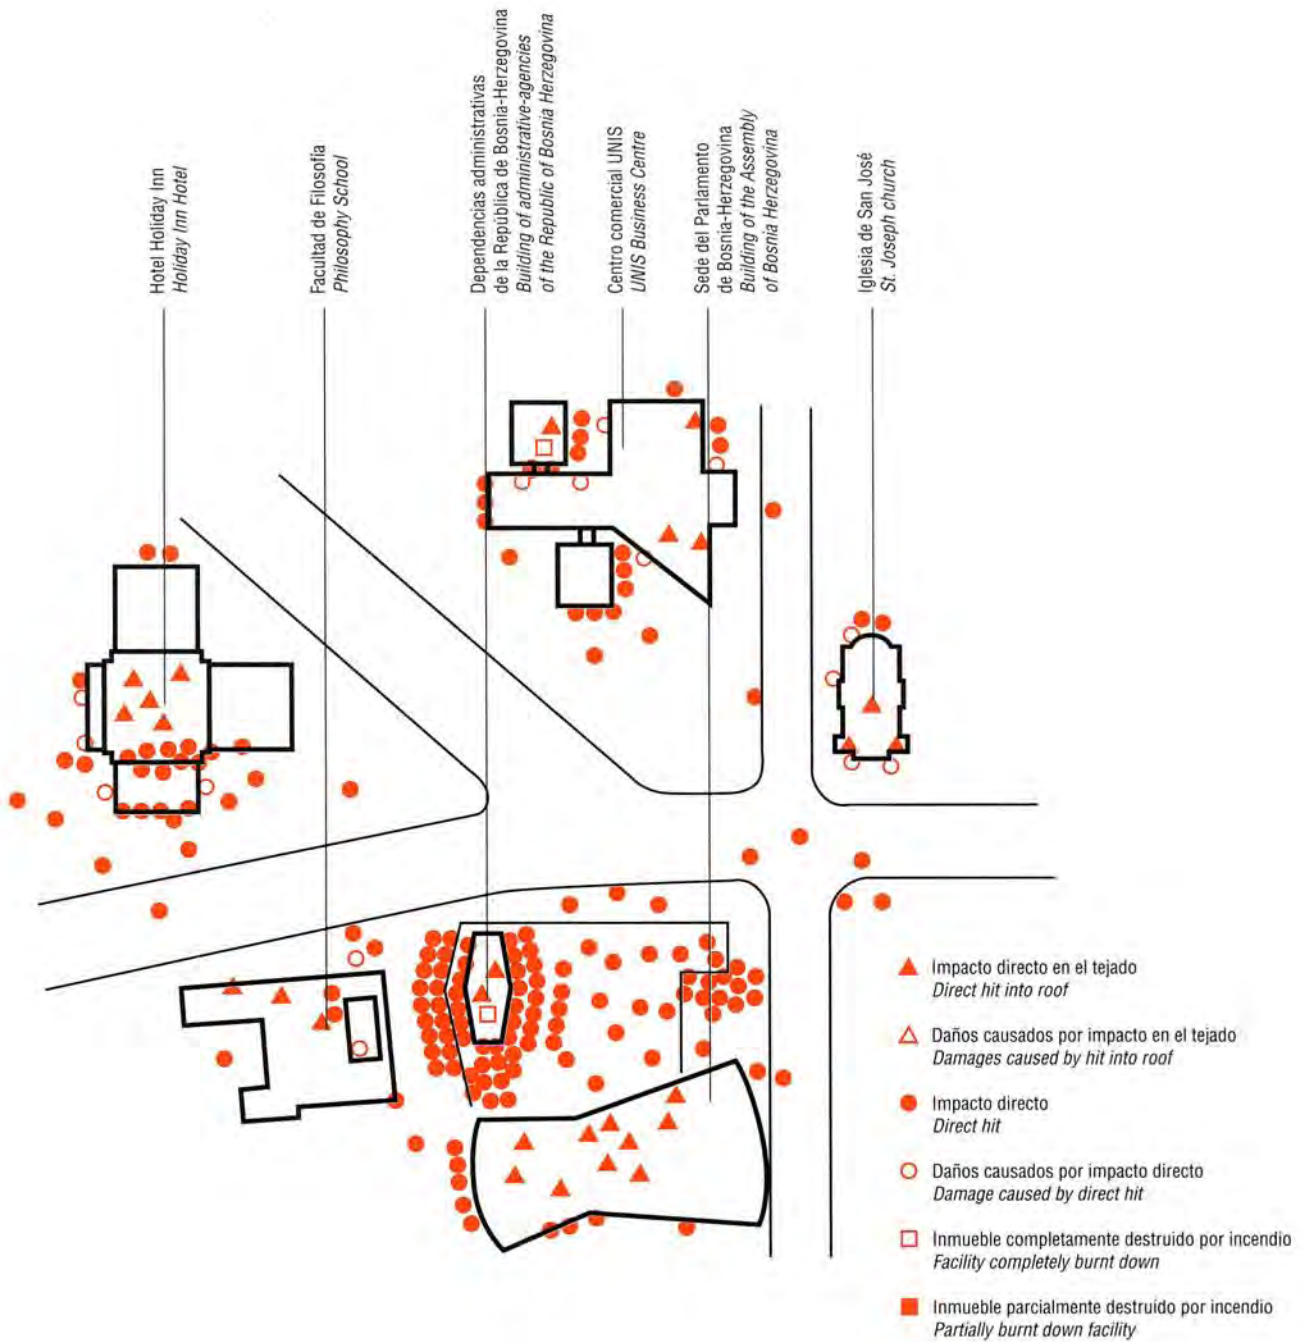 Hotel Holiday Inn
Holiday Inn Hotel
Facultad de Filosofía
Philosophy School
Dependencias administrativas
de la República de Bosnia-Herzegovina
Building of administrative-agencies
of the Republic of Bosnia Herzegovina
Centro comercial UNIS
UNIS Business Centre
Sede del Parlamento
de Bosnia-Herzegovina
Building of the Assembly
of Bosnia Herzegovina
Iglesia de San José
St. Joseph church
Impacto directo en el tejado
Direct hit into roof
Daños causados por impacto en el tejado
Damages caused by hit into roof
Impacto directo
Direct hit
Daños causados por impacto directo
Damage caused by direct hit
Inmueble completamente destruido por incendio
Facility completely burnt down
Inmueble parcialmente destruido por incendio
Partially burnt down facility